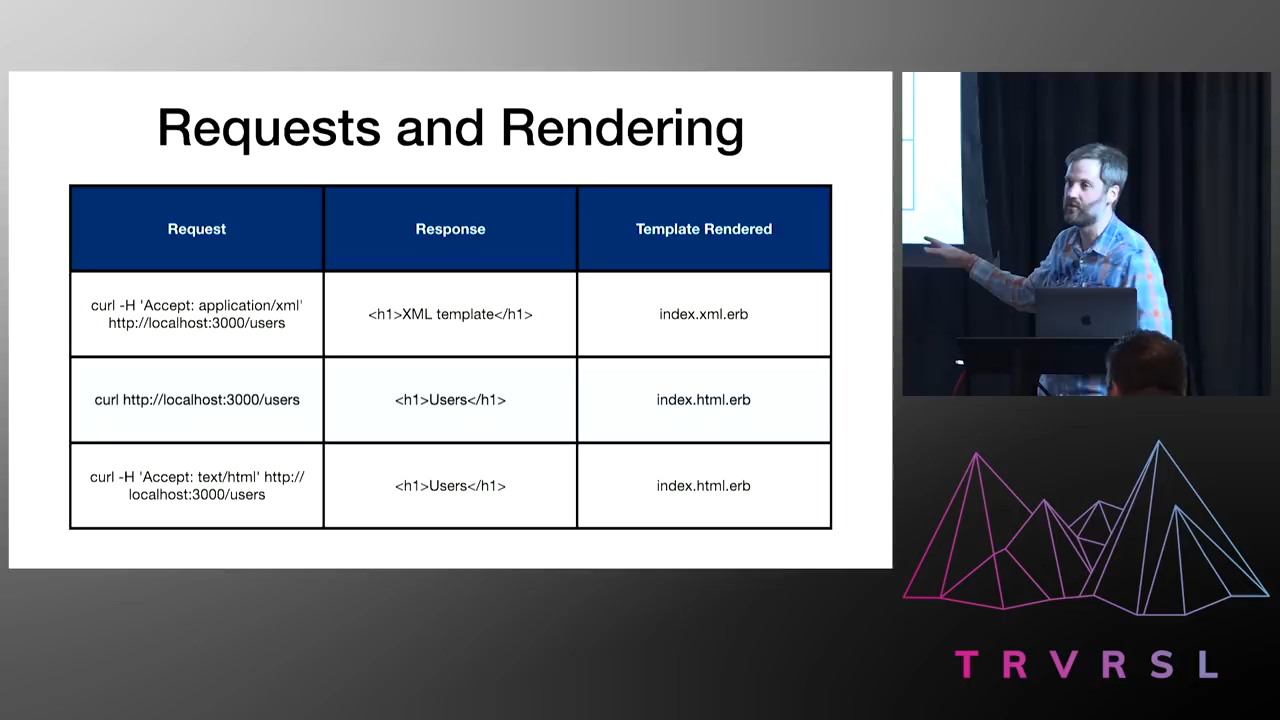 Requests and Rendering
Request
Response
Template Rendered
curl -H 'Accept: application/xml'
http://localhost:3000/users
<h1>XML template</h1>
index.xml.erb
curl http://localhost:3000/users
<h1>Users</h1>
index.html.erb
curl -H 'Accept: text/html' http://
localhost:3000/users
<h1>Users</h1>
index.html.erb
TRVRSL